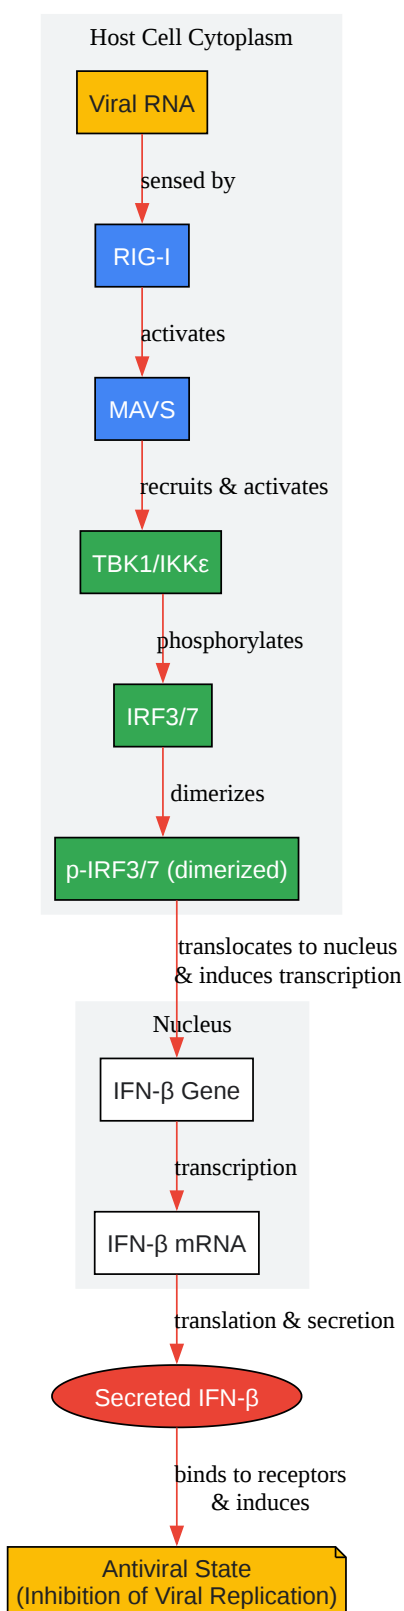 Host Cell Cytoplasm
Viral RNA
sensed by
RIG-I
activates
MAVS
recruits & activates
TBK1/IKKε
phosphorylates
IRF3/7
dimerizes
p-IRF3/7 (dimerized)
translocates to nucleus
& induces transcription
Nucleus
IFN-β Gene
transcription
IFN-β mRNA
translation & secretion
Secreted IFN-β
binds to receptors
& induces
Antiviral State
(Inhibition of Viral Replication)